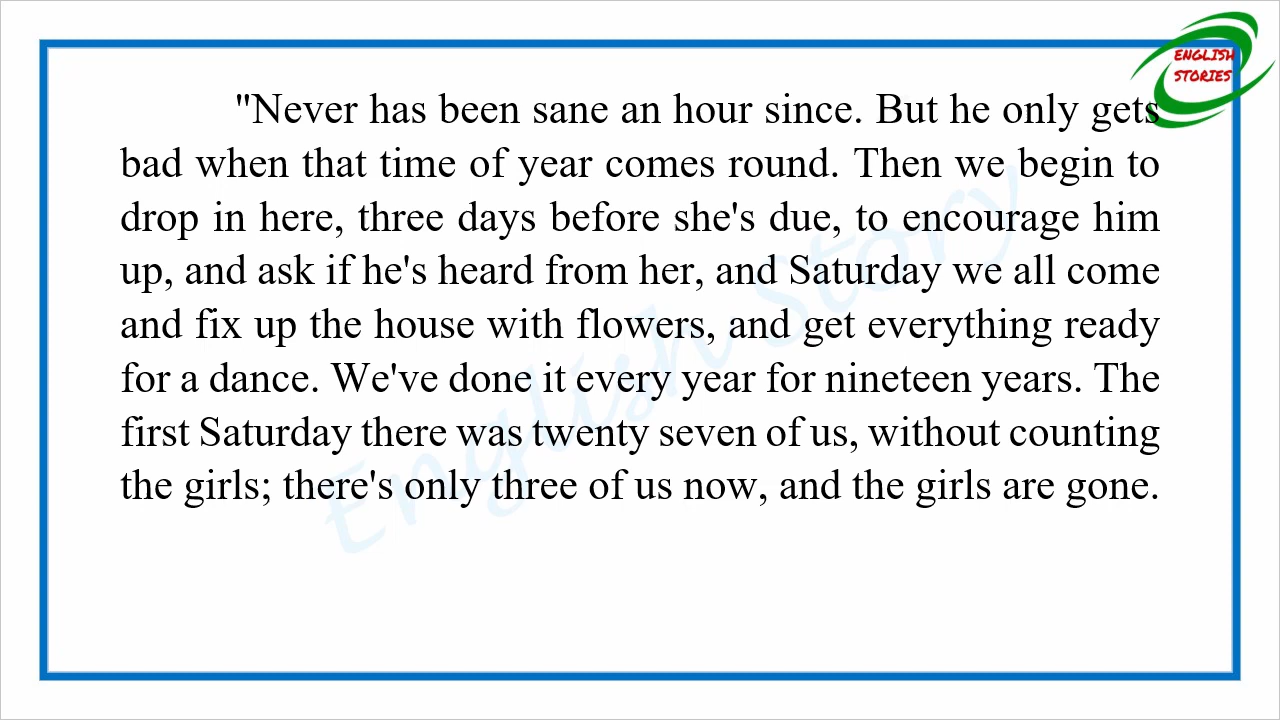 ENGLISH
STORIES
"Never has been sane an hour since. But he only gets
bad when that time of year comes round. Then we begin to
drop in here, three days before she's due, to encourage him
up, and ask if he's heard from her, and Saturday we all come
and fix up the house with flowers, and get everything ready
for a dance. We've done it every year for nineteen years. The
first Saturday there was twenty seven of us, without counting
the girls; there's only three of us now, and the girls are gone.
English Story